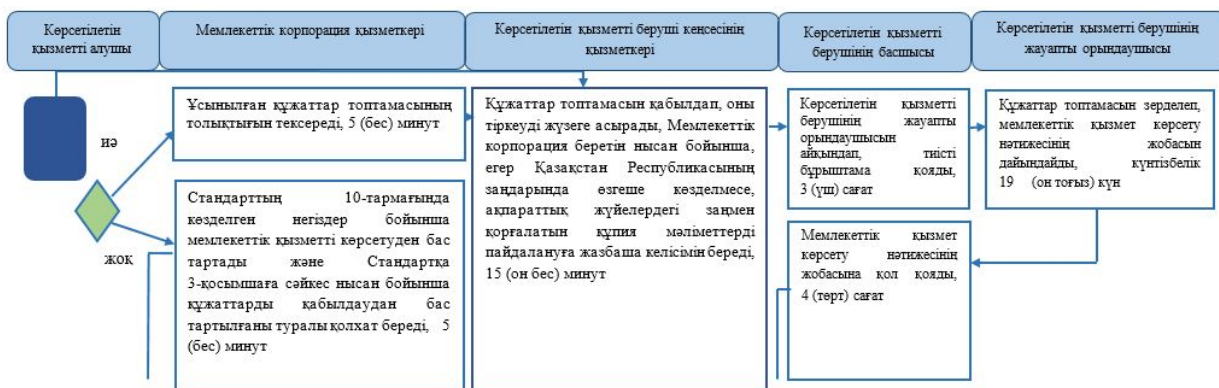 Көрсетілетін
қызметті алушы
Мемлекеттік корпорация қызметкері
Көрсетілетін қызметті беруші кеңсесінің
қызметкері
Көрсетілетін қызметті
берушінің басшысы
Көрсетілетін қызметті берушінің
жауапты орындаушысы
иә
жоқ
Ұсынылған құжаттар топтамасының
толықтығын тексереді, 5 (бес) минут
Стандарттың 10-тармағында
көзделген негіздер бойынша
мемлекеттік қызметті көрсетуден бас
тартады және Стандартқа
3-қосымшаға сәйкес нысан бойынша
құжаттарды қабылдаудан бас
тартылғаны туралы қолхат береді, 5
(бес) минут
Құжаттар топтамасын қабылдап, оны
тіркеуді жүзеге асырады, Мемлекеттік
корпорация беретін нысан бойынша,
егер Қазақстан Республикасының
заңдарында өзгеше көзделмесе,
ақпараттық жүйелердегі заңмен
қорғалатын құпия мәліметтерді
пайдалануға жазбаша келісімін береді,
15 (он бес) минут
Көрсетілетін қызметті
берушінің жауапты
орындаушысын
айқындап, тиісті
бұрыштама қояды,
3 (үш) сағат
Мемлекеттік қызмет
көрсету нәтижесінің
жобасына қол қояды,
4 (төрт) сағат
Құжаттар топтамасын зерделеп,
мемлекеттік қызмет көрсету
нәтижесінің жобасын
дайындайды, күнтізбелік
19 (он тоғыз) күн